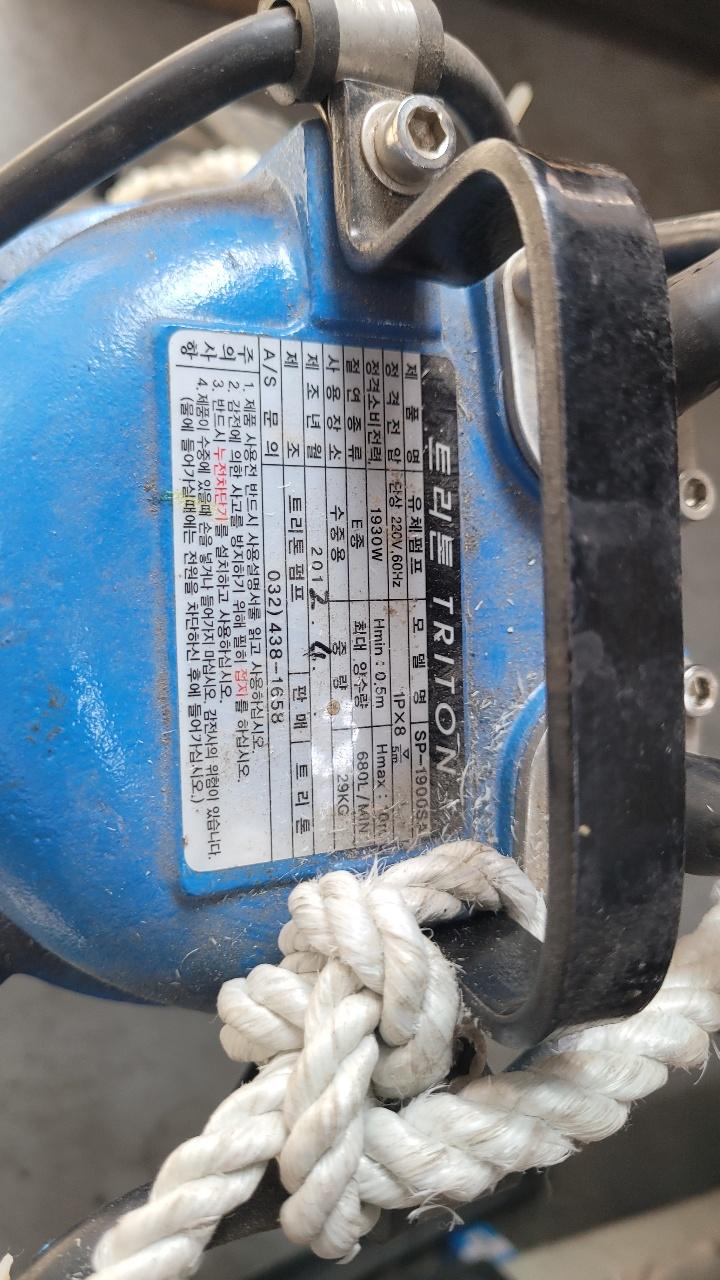 트리톤 TRITON
제 품 명 유체펌프 모 델 명 SP-1900SA
정 격 전 압 단상 220V,60Hz 1PX8
정격소비전력 1930W Hmin : 0.5m Hmax :
절 연 종 류 E종 최대 양수량 680L/MIN
사 용 장 소 수중용 중 량 29KG
제 조 년 월 2012. 4.
제 조 트리톤 펌프 판 매 트리톤
A/S 문 의 032)438-1658
주 의 사 항
1. 제품 사용전 반드시 사용설명서를 읽고 사용하십시오.
2. 감전에 의한 사고를 방지하기 위해 필히 접지를 하십시오.
3. 반드시 누전차단기를 설치하고 사용하십시오.
4. 제품이 수중에 있을때 손을 넣거나 들어가지 마십시오. 감전사의 위험이 있습니다.
(물에 들어가실때에는 전원을 차단하신 후에 들어가십시오.)